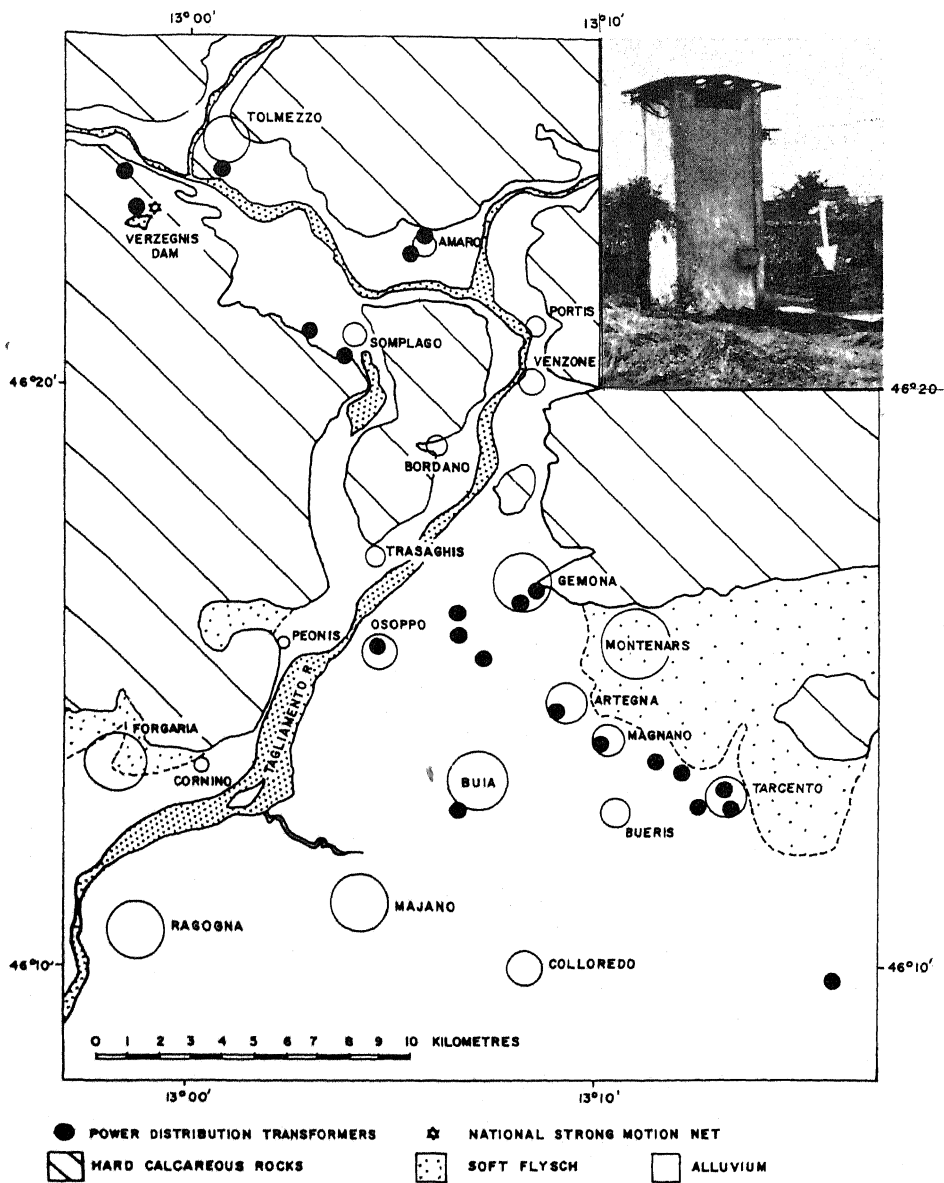 13°00'
13°10'
TOLMEZZO
VERZEGNIS
DAM
AMARO
PORTIS
SOMPLAGO
VENZONE
46°20'
46°20
BORDANO
TRASAGHIS
GEMONA
OSOPPO
PEONIS
MONTENARS
TAGLIAMENTO R.
ARTEGNA
FORGARIA
MAGNANO
CORNINO
BUIA
TARCENTO
BUERIS
MAJANO
RAGOGNA
COLLOREDO
46°10'
46°10'
0 1 2 3 4 5 6 7 8 9 10 KILOMETRES
13°00'
13°10'
POWER DISTRIBUTION TRANSFORMERS
NATIONAL STRONG MOTION NET
HARD CALCAREOUS ROCKS
SOFT FLYSCH
ALLUVIUM